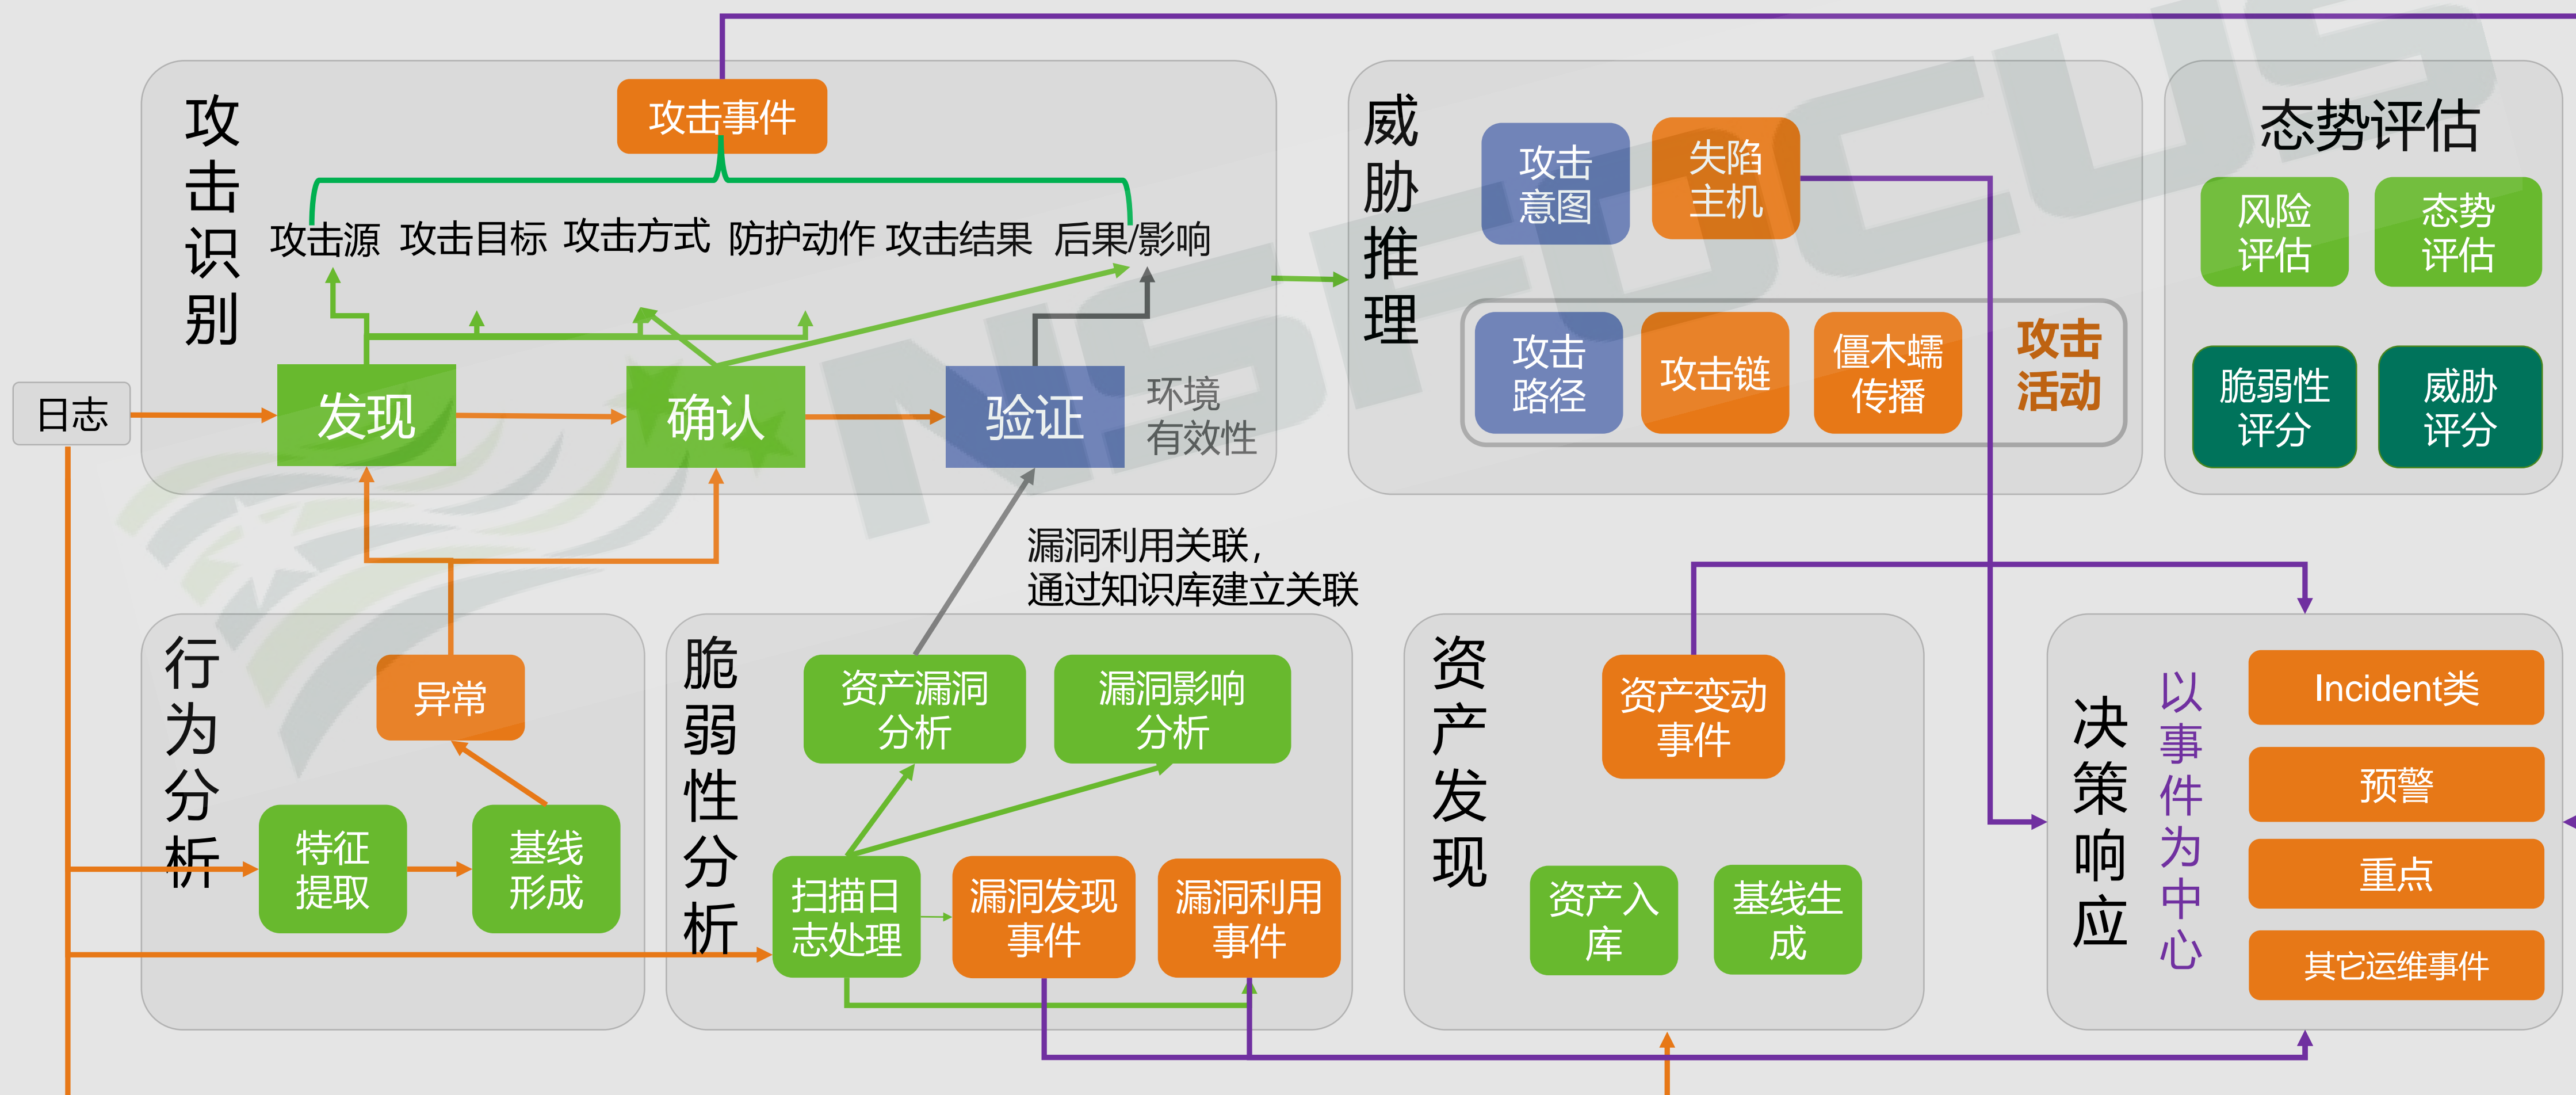 攻击识别
攻击事件
攻击源 攻击目标 攻击方式 防护动作 攻击结果 后果/影响
日志
发现
确认
验证
环境
有效性
威胁推理
攻击
意图
失陷
主机
攻击
路径
攻击链
僵木蠕
传播
攻击
活动
态势评估
风险
评估
态势
评估
脆弱性
评分
威胁
评分
漏洞利用关联，
通过知识库建立关联
行为分析
异常
特征
提取
基线
形成
脆弱性分析
资产漏洞
分析
漏洞影响
分析
扫描日
志处理
漏洞发现
事件
漏洞利用
事件
资产发现
资产变动
事件
资产入
库
基线生
成
决策响应
以事件为中心
Incident类
预警
重点
其它运维事件
NSFOCUS